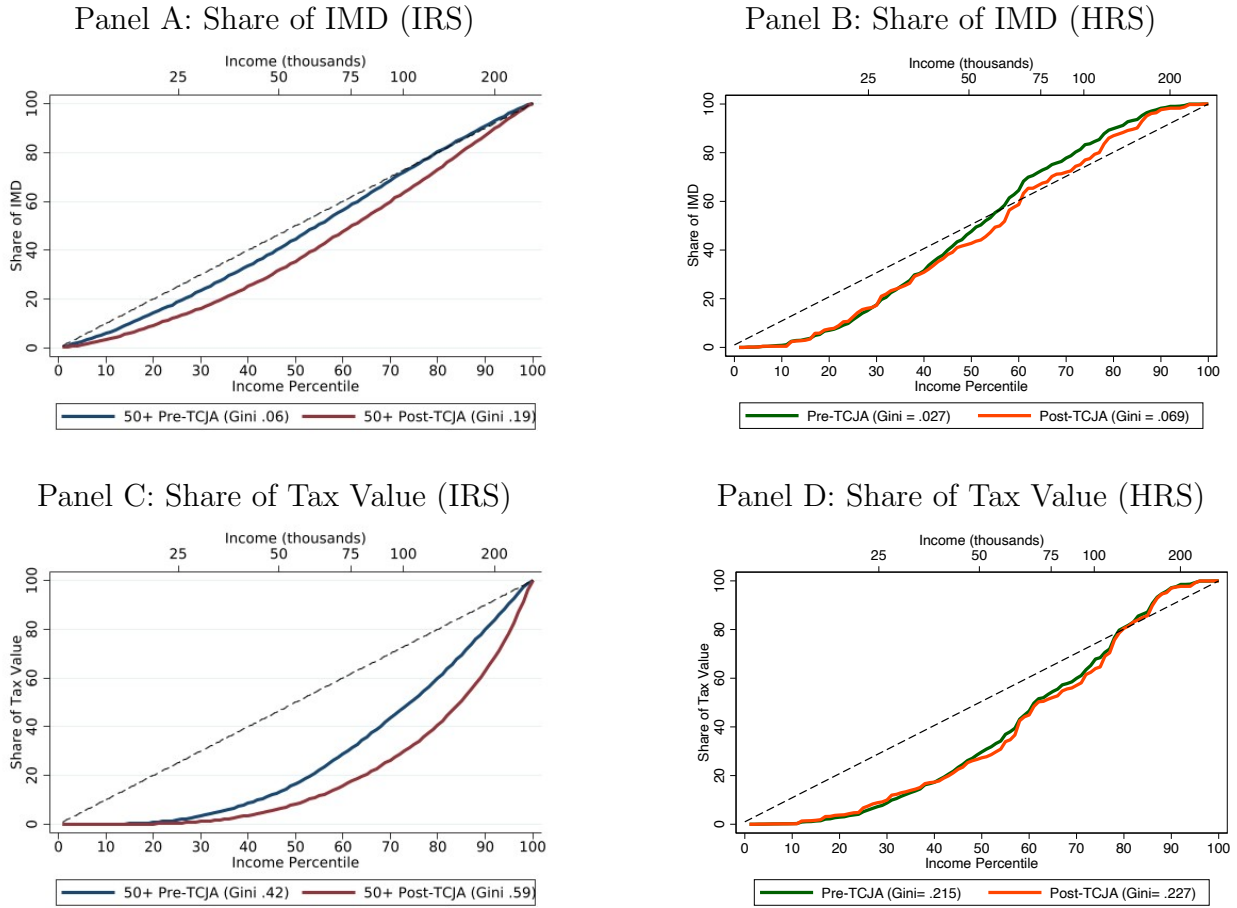 Panel A: Share of IMD (IRS)
Income (thousands)
25 50 75 100 200
Share of IMD
0 20 40 60 80 100
0 10 20 30 40 50 60 70 80 90 100
Income Percentile
50+ Pre-TCJA (Gini .06) 50+ Post-TCJA (Gini .19)
Panel B: Share of IMD (HRS)
Income (thousands)
25 50 75 100 200
Share of IMD
0 20 40 60 80 100
0 10 20 30 40 50 60 70 80 90 100
Income Percentile
Pre-TCJA (Gini = .027) Post-TCJA (Gini = .069)
Panel C: Share of Tax Value (IRS)
Income (thousands)
25 50 75 100 200
Share of Tax Value
0 20 40 60 80 100
0 10 20 30 40 50 60 70 80 90 100
Income Percentile
50+ Pre-TCJA (Gini .42) 50+ Post-TCJA (Gini .59)
Panel D: Share of Tax Value (HRS)
Income (thousands)
25 50 75 100 200
Share of Tax Value
0 20 40 60 80 100
0 10 20 30 40 50 60 70 80 90 100
Income Percentile
Pre-TCJA (Gini= .215) Post-TCJA (Gini= .227)